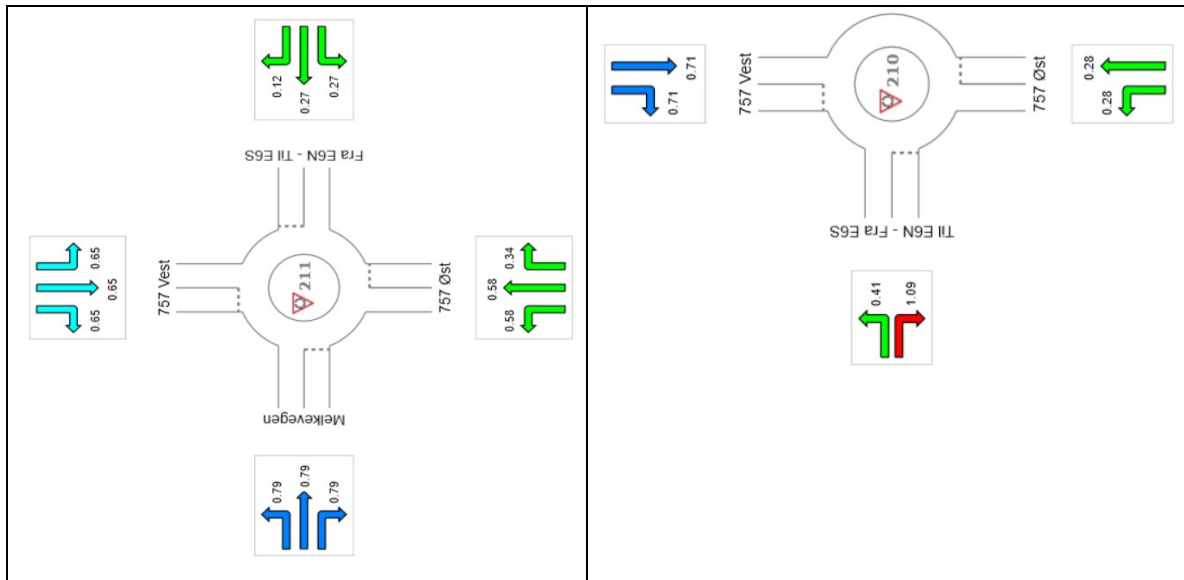 0.12
0.27
0.27
Fra E6N - Til E6S
0.65
0.65
0.65
757 Vest
211
757 Øst
0.34
0.58
0.58
Melkevegen
0.79
0.79
0.79
0.71
0.71
757 Vest
210
757 Øst
0.28
0.28
Til E6N - Fra E6S
0.41
1.09